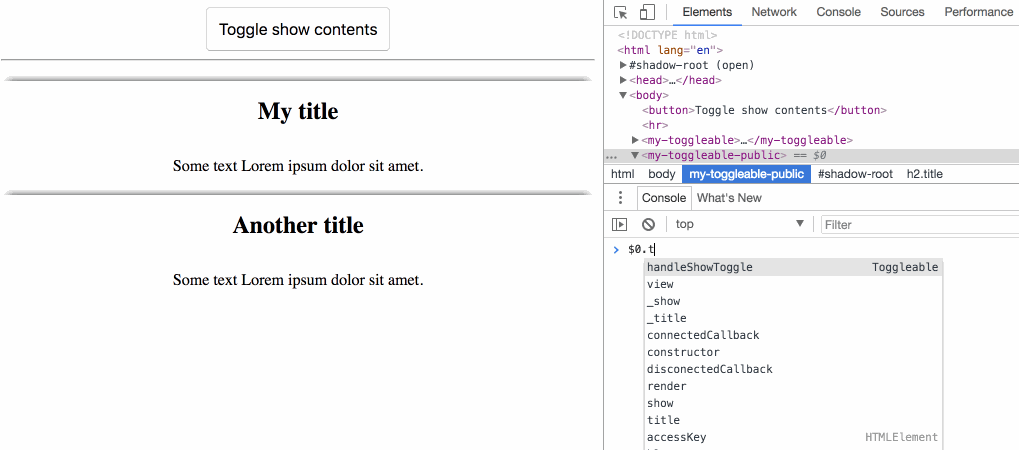 Toggle show contents
My title
Some text Lorem ipsum dolor sit amet.
Another title
Some text Lorem ipsum dolor sit amet.
Elements Network Console Sources Performance
<!DOCTYPE html>
<html lang="en">
▶#shadow-root (open)
▶<head>…</head>
▼<body>
<button>Toggle show contents</button>
<hr>
▶<my-toggleable>…</my-toggleable>
… ▼<my-toggleable-public> == $0
html body my-toggleable-public #shadow-root h2.title
Console What's New
top ▼ Filter
> $0.t
handleShowToggle Toggleable
view
_show
_title
connectedCallback
constructor
disconectedCallback
render
show
title
accessKey HTMLElement